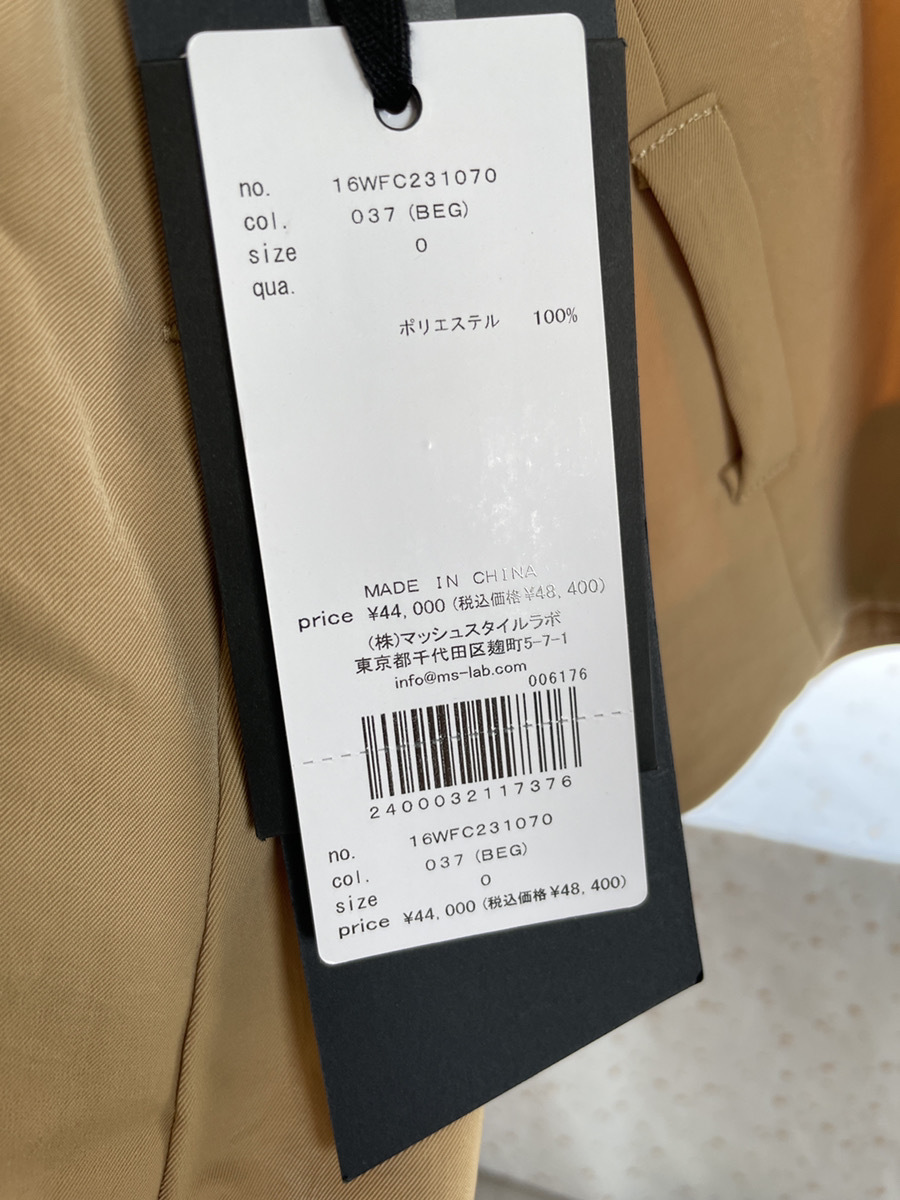 no. 16WFC231070
col. 037 (BEG)
size 0
qua.
ポリエステル 100%
MADE IN CHINA
price ¥44,000 (税込価格¥48,400)
(株)マッシュスタイルラボ
東京都千代田区麹町5-7-1
info@ms-lab.com
006176
2400032117376
no. 16WFC231070
col. 037 (BEG)
size 0
price ¥44,000 (税込価格¥48,400)